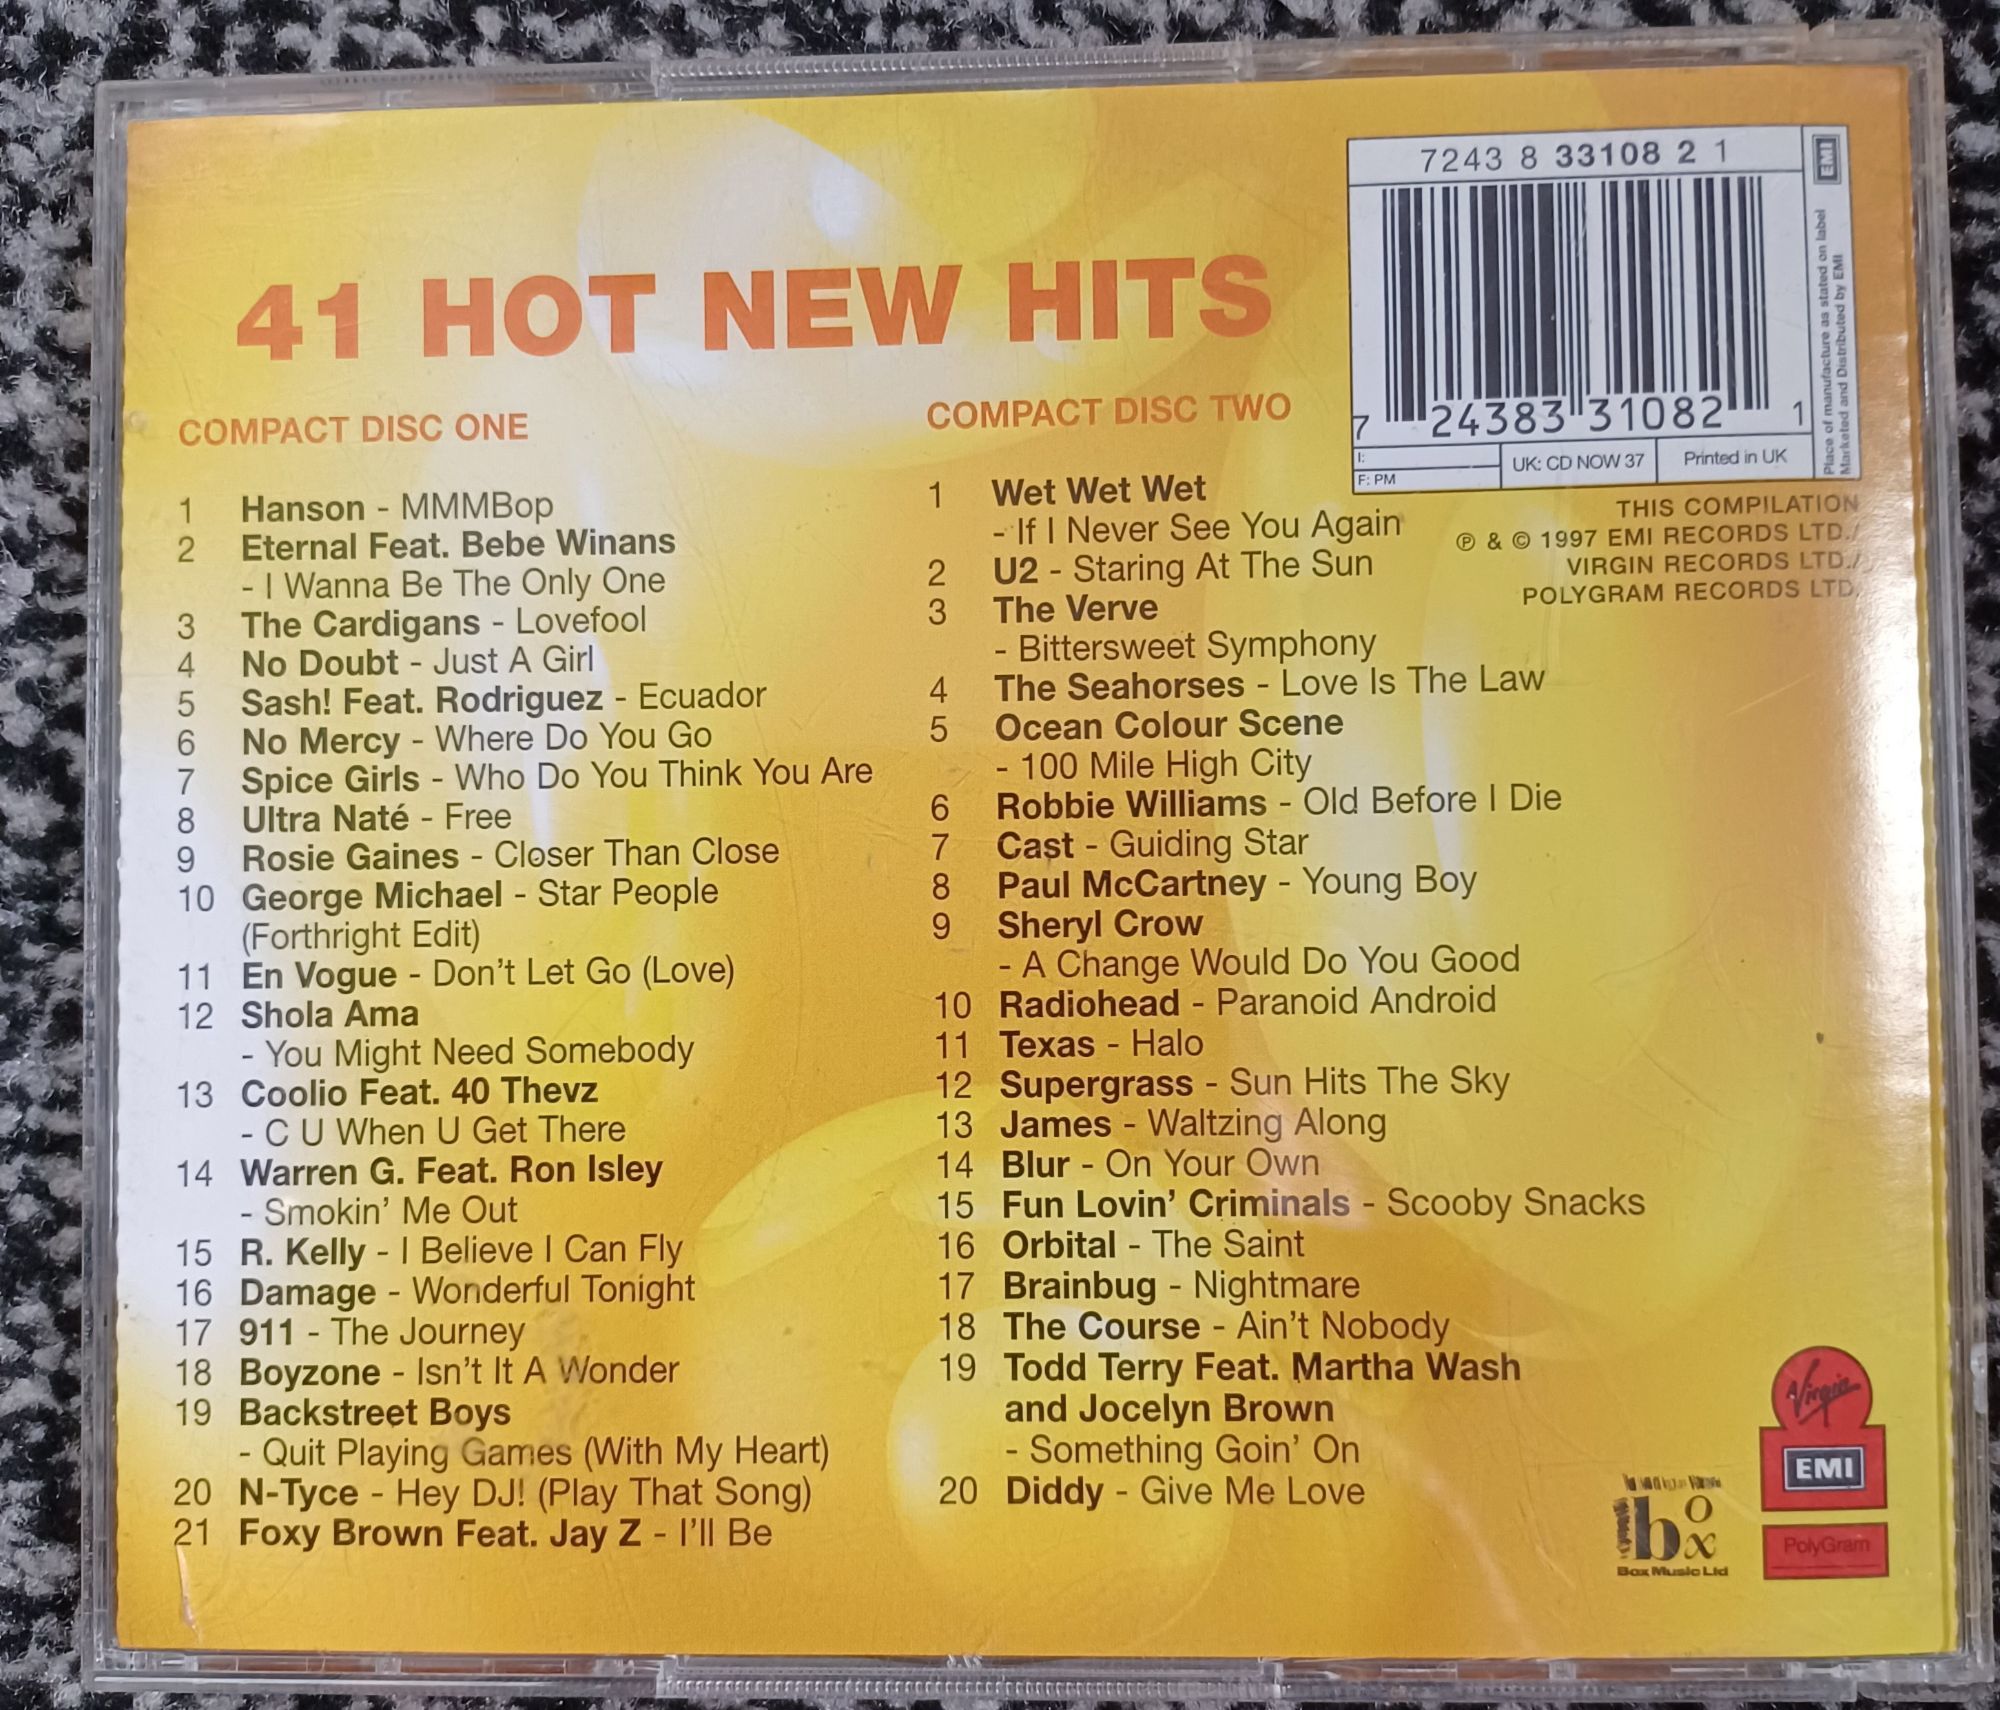 7243 8 33108 2 1
EMI
7 24383 31082 1
I:
F: PM
UK: CD NOW 37
Printed in UK
Place of manufacture as stated on label
Marketed and Distributed by EMI
41 HOT NEW HITS
THIS COMPILATION
℗ & © 1997 EMI RECORDS LTD./
VIRGIN RECORDS LTD./
POLYGRAM RECORDS LTD.
COMPACT DISC ONE
1 Hanson - MMMBop
2 Eternal Feat. Bebe Winans
- I Wanna Be The Only One
3 The Cardigans - Lovefool
4 No Doubt - Just A Girl
5 Sash! Feat. Rodriguez - Ecuador
6 No Mercy - Where Do You Go
7 Spice Girls - Who Do You Think You Are
8 Ultra Naté - Free
9 Rosie Gaines - Closer Than Close
10 George Michael - Star People
(Forthright Edit)
11 En Vogue - Don't Let Go (Love)
12 Shola Ama
- You Might Need Somebody
13 Coolio Feat. 40 Thevz
- C U When U Get There
14 Warren G. Feat. Ron Isley
- Smokin' Me Out
15 R. Kelly - I Believe I Can Fly
16 Damage - Wonderful Tonight
17 911 - The Journey
18 Boyzone - Isn't It A Wonder
19 Backstreet Boys
- Quit Playing Games (With My Heart)
20 N-Tyce - Hey DJ! (Play That Song)
21 Foxy Brown Feat. Jay Z - I'll Be
COMPACT DISC TWO
1 Wet Wet Wet
- If I Never See You Again
2 U2 - Staring At The Sun
3 The Verve
- Bittersweet Symphony
4 The Seahorses - Love Is The Law
5 Ocean Colour Scene
- 100 Mile High City
6 Robbie Williams - Old Before I Die
7 Cast - Guiding Star
8 Paul McCartney - Young Boy
9 Sheryl Crow
- A Change Would Do You Good
10 Radiohead - Paranoid Android
11 Texas - Halo
12 Supergrass - Sun Hits The Sky
13 James - Waltzing Along
14 Blur - On Your Own
15 Fun Lovin' Criminals - Scooby Snacks
16 Orbital - The Saint
17 Brainbug - Nightmare
18 The Course - Ain't Nobody
19 Todd Terry Feat. Martha Wash
and Jocelyn Brown
- Something Goin' On
20 Diddy - Give Me Love
box
Box Music Ltd
Virgin
EMI
PolyGram